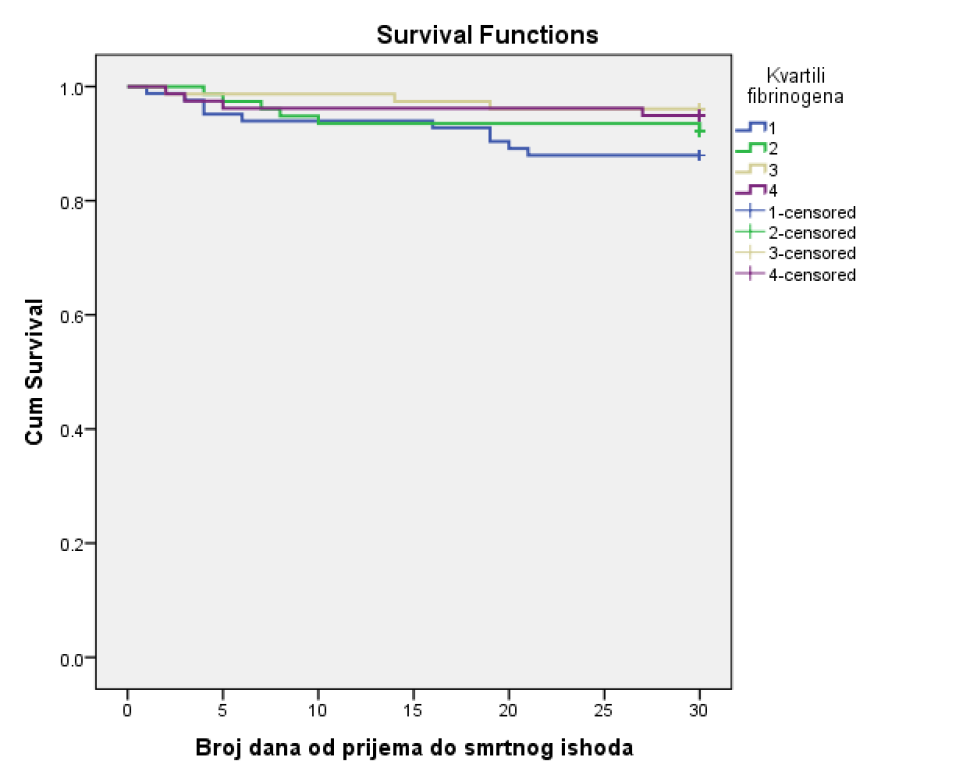 Survival Functions
Kvartili
fibrinogena
1
2
3
4
1-censored
2-censored
3-censored
4-censored
Cum Survival
1.0
0.8
0.6
0.4
0.2
0.0
0 5 10 15 20 25 30
Broj dana od prijema do smrtnog ishoda